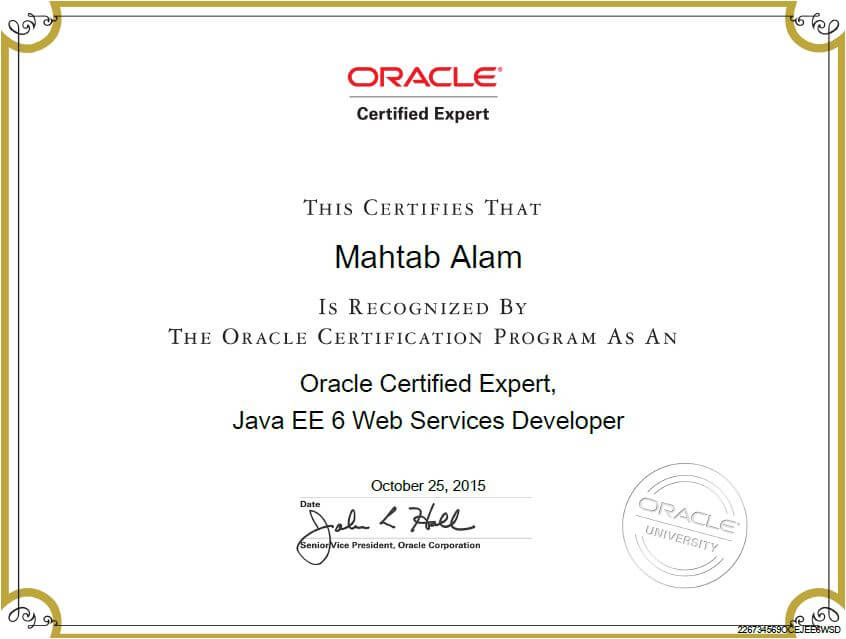 ORACLE®
Certified Expert
THIS CERTIFIES THAT
Mahtab Alam
IS RECOGNIZED BY
THE ORACLE CERTIFICATION PROGRAM AS AN
Oracle Certified Expert,
Java EE 6 Web Services Developer
October 25, 2015
Date
John L Hall
Senior Vice President, Oracle Corporation
ORACLE®
UNIVERSITY
226734569OCEJEE6WSD